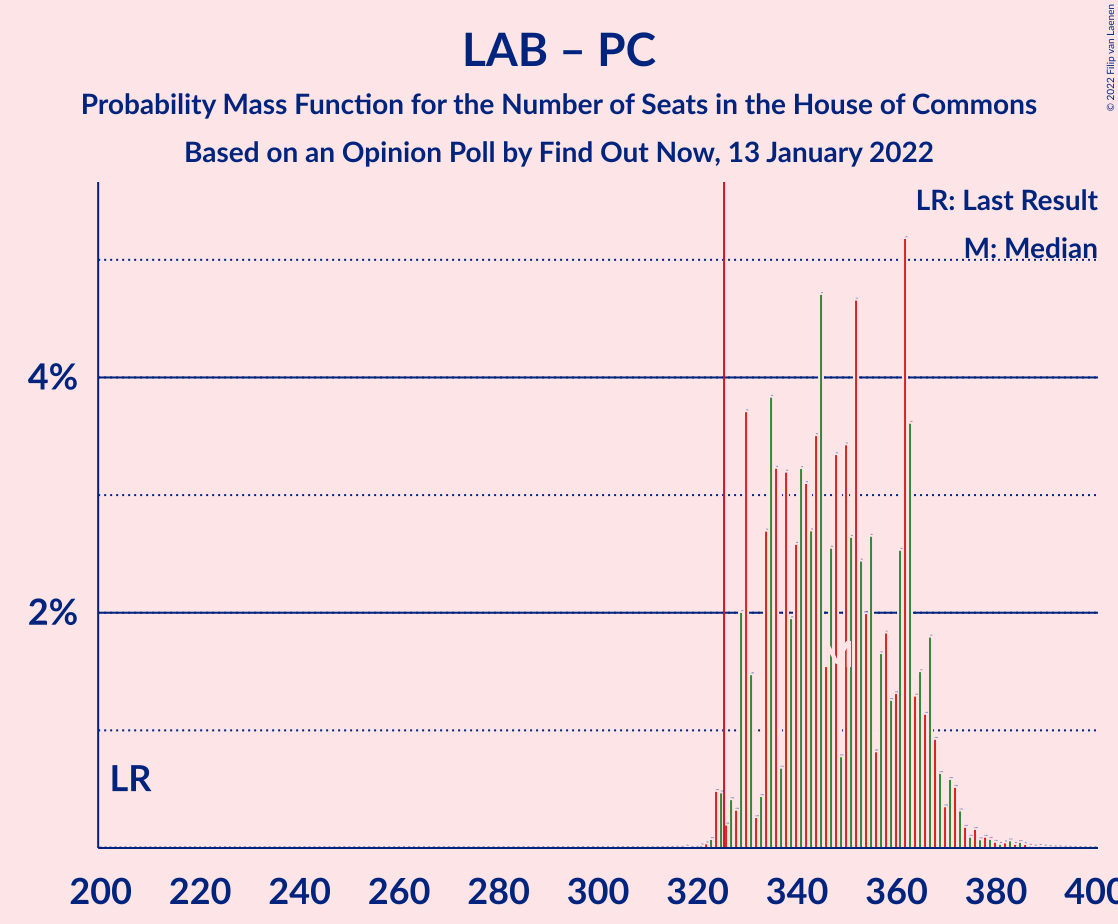 LAB – PC
Probability Mass Function for the Number of Seats in the House of Commons
Based on an Opinion Poll by Find Out Now, 13 January 2022
© 2022 Filip van Laenen
LR: Last Result
M: Median
4%
2%
LR
M
200 220 240 260 280 300 320 340 360 380 400